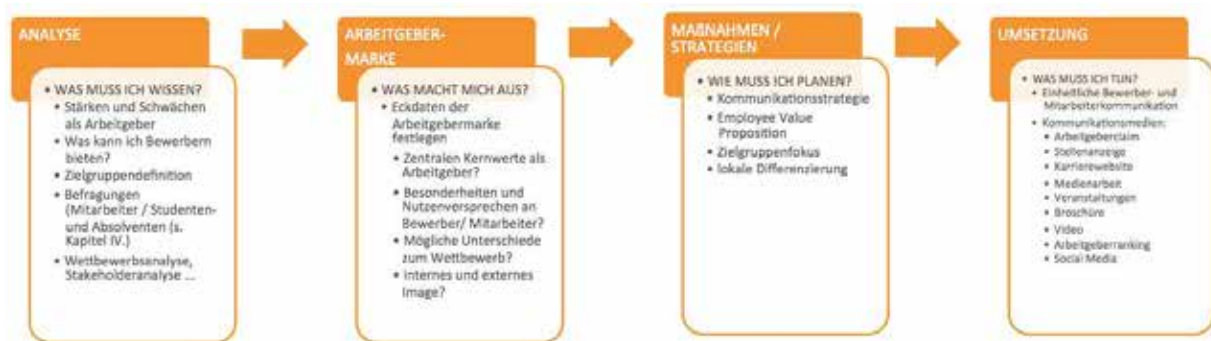 ANALYSE
• WAS MUSS ICH WISSEN?
• Stärken und Schwächen
als Arbeitgeber
• Was kann ich Bewerbern
bieten?
• Zielgruppendefinition
• Befragungen
(Mitarbeiter / Studenten-
und Absolventen (s.
Kapitel IV.)
• Wettbewerbsanalyse,
Stakeholderanalyse ...
ARBEITGEBER-
MARKE
• WAS MACHT MICH AUS?
• Eckdaten der
Arbeitgebermarke
festlegen
• Zentralen Kernwerte als
Arbeitgeber?
• Besonderheiten und
Nutzenversprechen an
Bewerber/ Mitarbeiter?
• Mögliche Unterschiede
zum Wettbewerb?
• Internes und externes
Image?
MAßNAHMEN /
STRATEGIEN
• WIE MUSS ICH PLANEN?
• Kommunikationsstrategie
• Employee Value
Proposition
• Zielgruppenfokus
• lokale Differenzierung
UMSETZUNG
• WAS MUSS ICH TUN?
• Einheitliche Bewerber- und
Mitarbeiterkommunikation
• Kommunikationsmedien:
• Arbeitgeberclaim
• Stellenanzeige
• Karrierewebsite
• Medienarbeit
• Veranstaltungen
• Broschüre
• Video
• Arbeitgeberranking
• Social Media